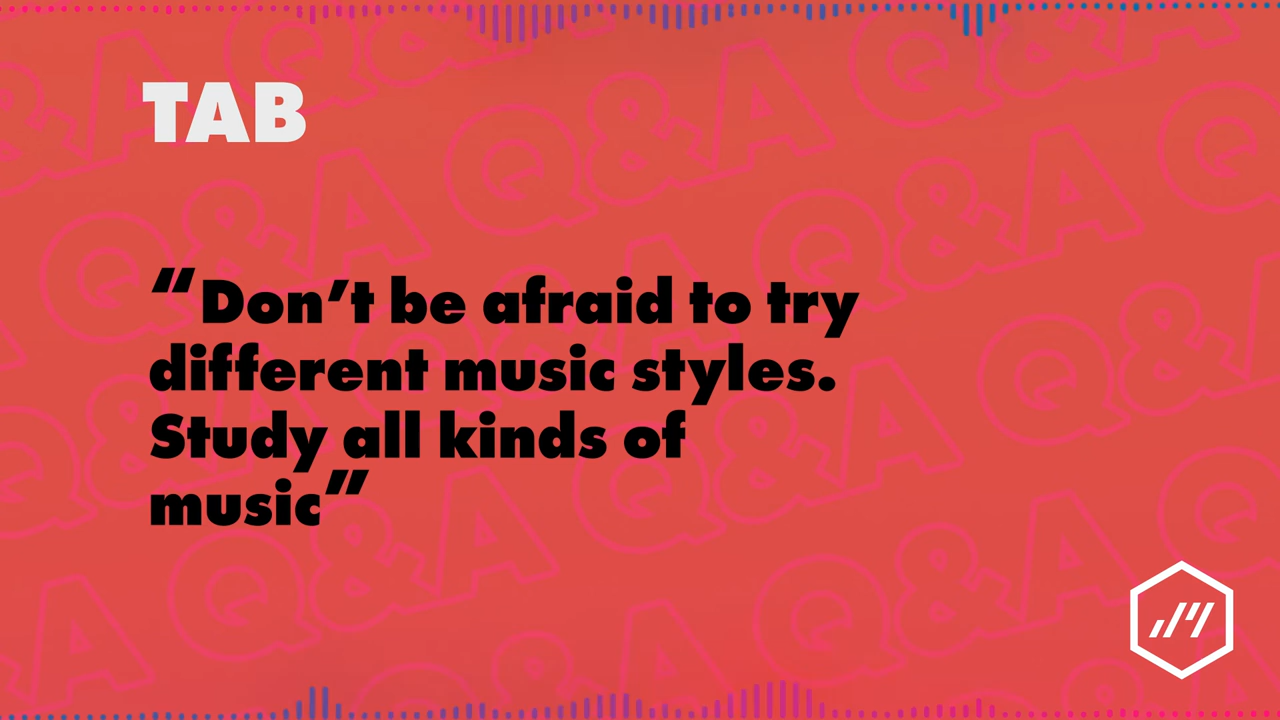 TAB
“Don’t be afraid to try
different music styles.
Study all kinds of
music”
Q&A Q&A Q&A Q&A